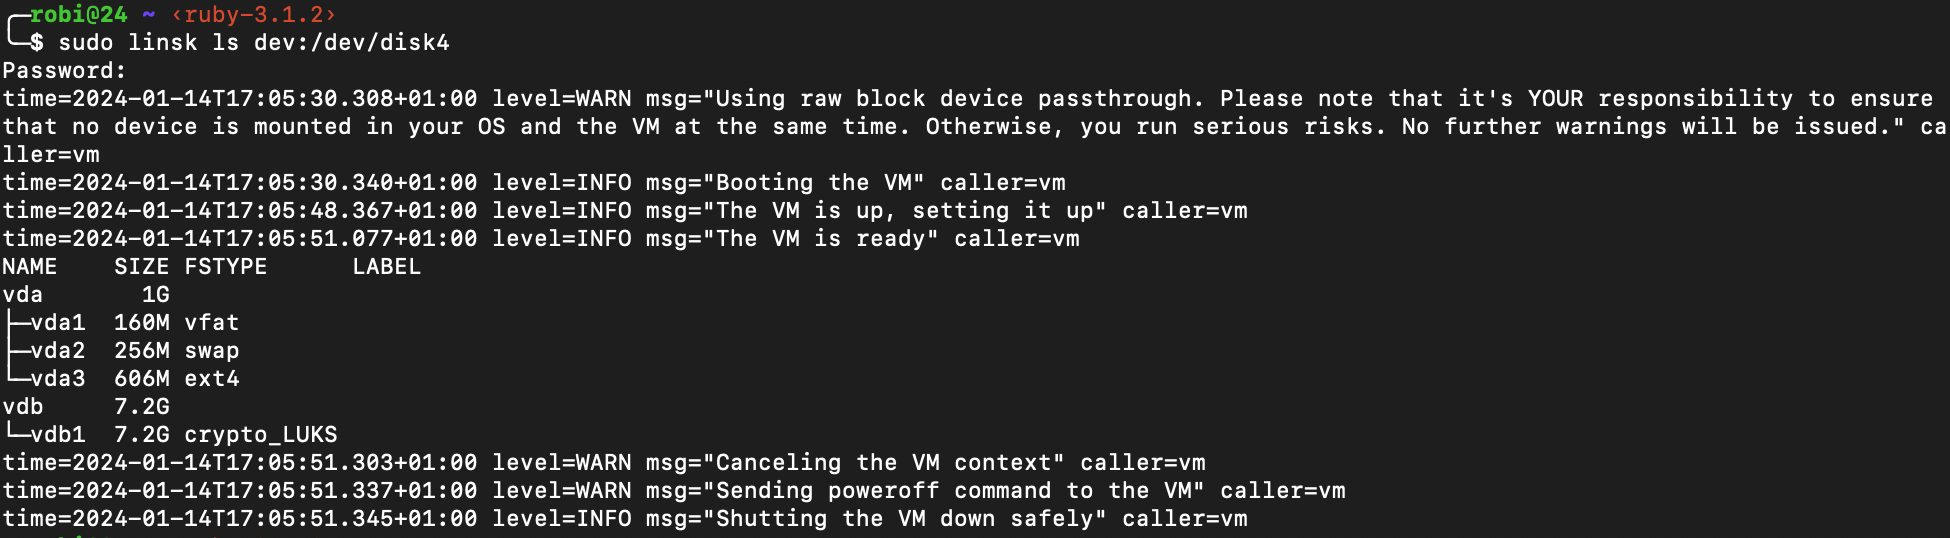 ╭─robi@24 ~ ‹ruby-3.1.2›
╰─$ sudo linsk ls dev:/dev/disk4
Password:
time=2024-01-14T17:05:30.308+01:00 level=WARN msg="Using raw block device passthrough. Please note that it's YOUR responsibility to ensure
that no device is mounted in your OS and the VM at the same time. Otherwise, you run serious risks. No further warnings will be issued." ca
ller=vm
time=2024-01-14T17:05:30.340+01:00 level=INFO msg="Booting the VM" caller=vm
time=2024-01-14T17:05:48.367+01:00 level=INFO msg="The VM is up, setting it up" caller=vm
time=2024-01-14T17:05:51.077+01:00 level=INFO msg="The VM is ready" caller=vm
NAME    SIZE FSTYPE      LABEL
vda       1G
├─vda1  160M vfat
├─vda2  256M swap
└─vda3  606M ext4
vdb     7.2G
└─vdb1  7.2G crypto_LUKS
time=2024-01-14T17:05:51.303+01:00 level=WARN msg="Canceling the VM context" caller=vm
time=2024-01-14T17:05:51.337+01:00 level=WARN msg="Sending poweroff command to the VM" caller=vm
time=2024-01-14T17:05:51.345+01:00 level=INFO msg="Shutting the VM down safely" caller=vm